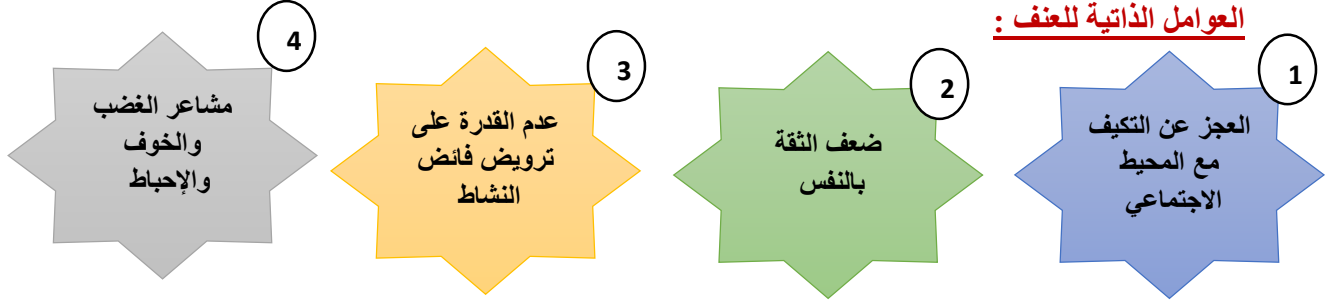 العوامل الذاتية للعنف :
1
العجز عن التكيف
مع المحيط
الاجتماعي
2
ضعف الثقة
بالنفس
3
عدم القدرة على
ترويض فائض
النشاط
4
مشاعر الغضب
والخوف
والإحباط